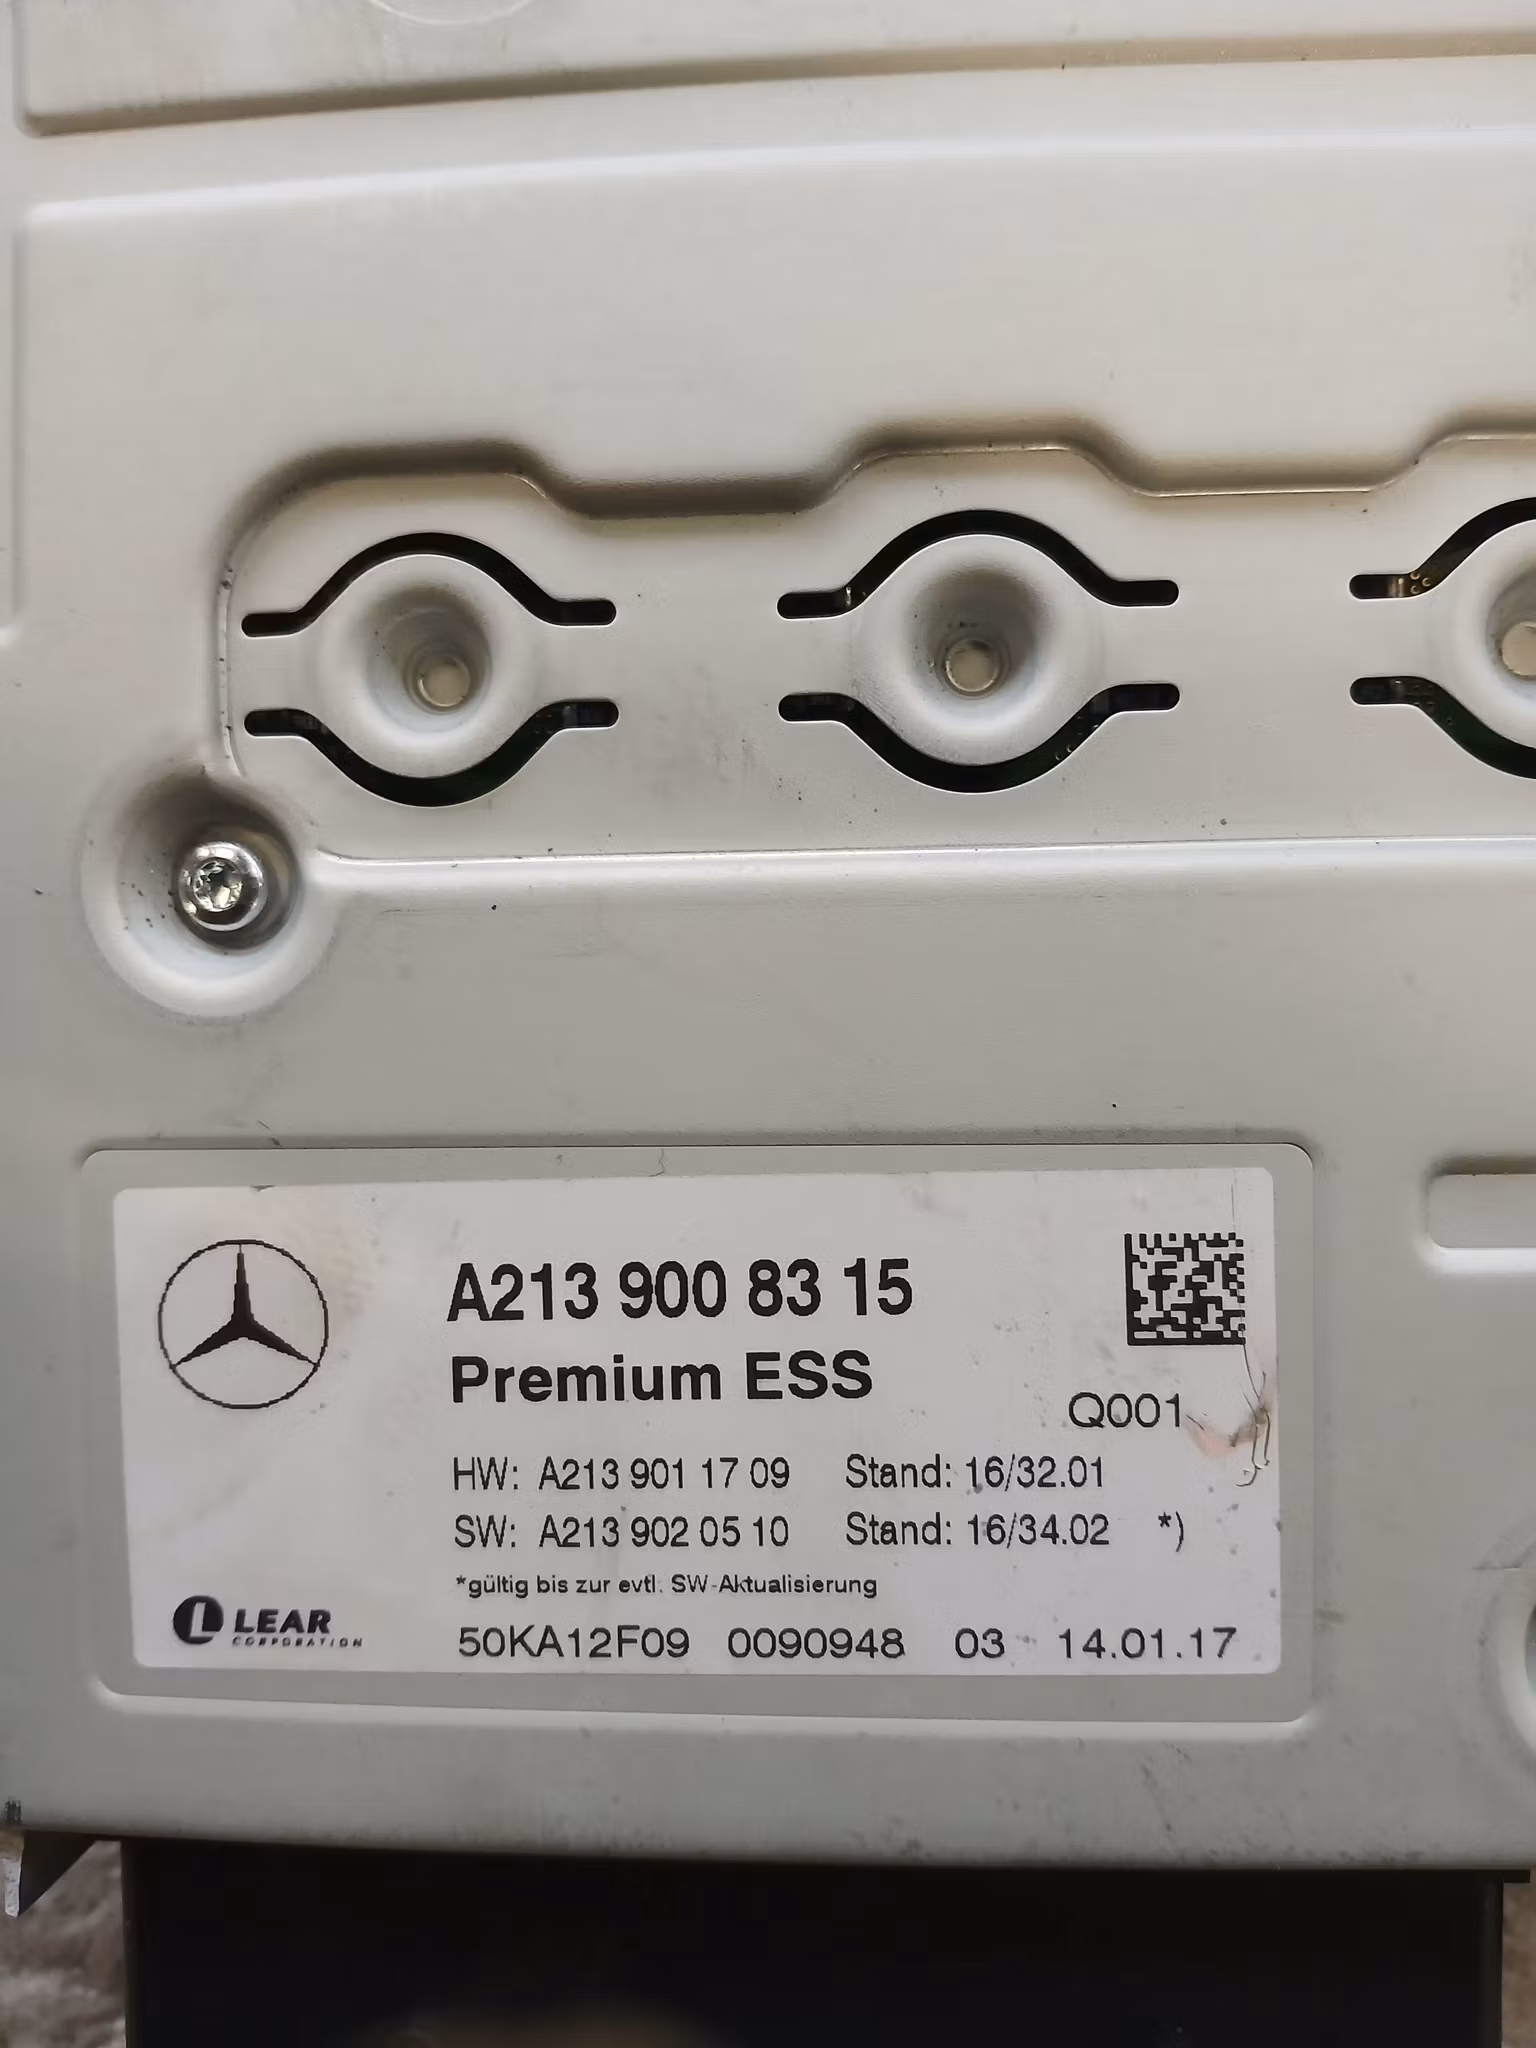 A213 900 83 15
Premium ESS
Q001
HW: A213 901 17 09 Stand: 16/32.01
SW: A213 902 05 10 Stand: 16/34.02 *)
*gültig bis zur evtl. SW-Aktualisierung
LEAR
CORPORATION
50KA12F09 0090948 03 14.01.17